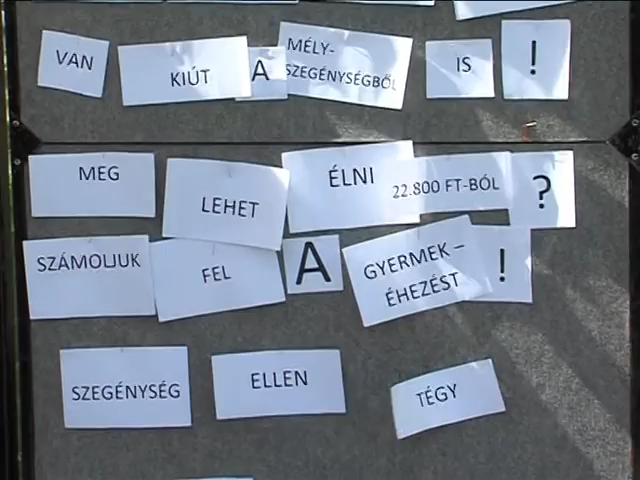 VAN KIÚT A MÉLY-SZEGÉNYSÉGBŐL IS !
MEG LEHET ÉLNI 22.800 FT-BÓL ?
SZÁMOLJUK FEL A GYERMEK-ÉHEZÉST !
SZEGÉNYSÉG ELLEN TÉGY